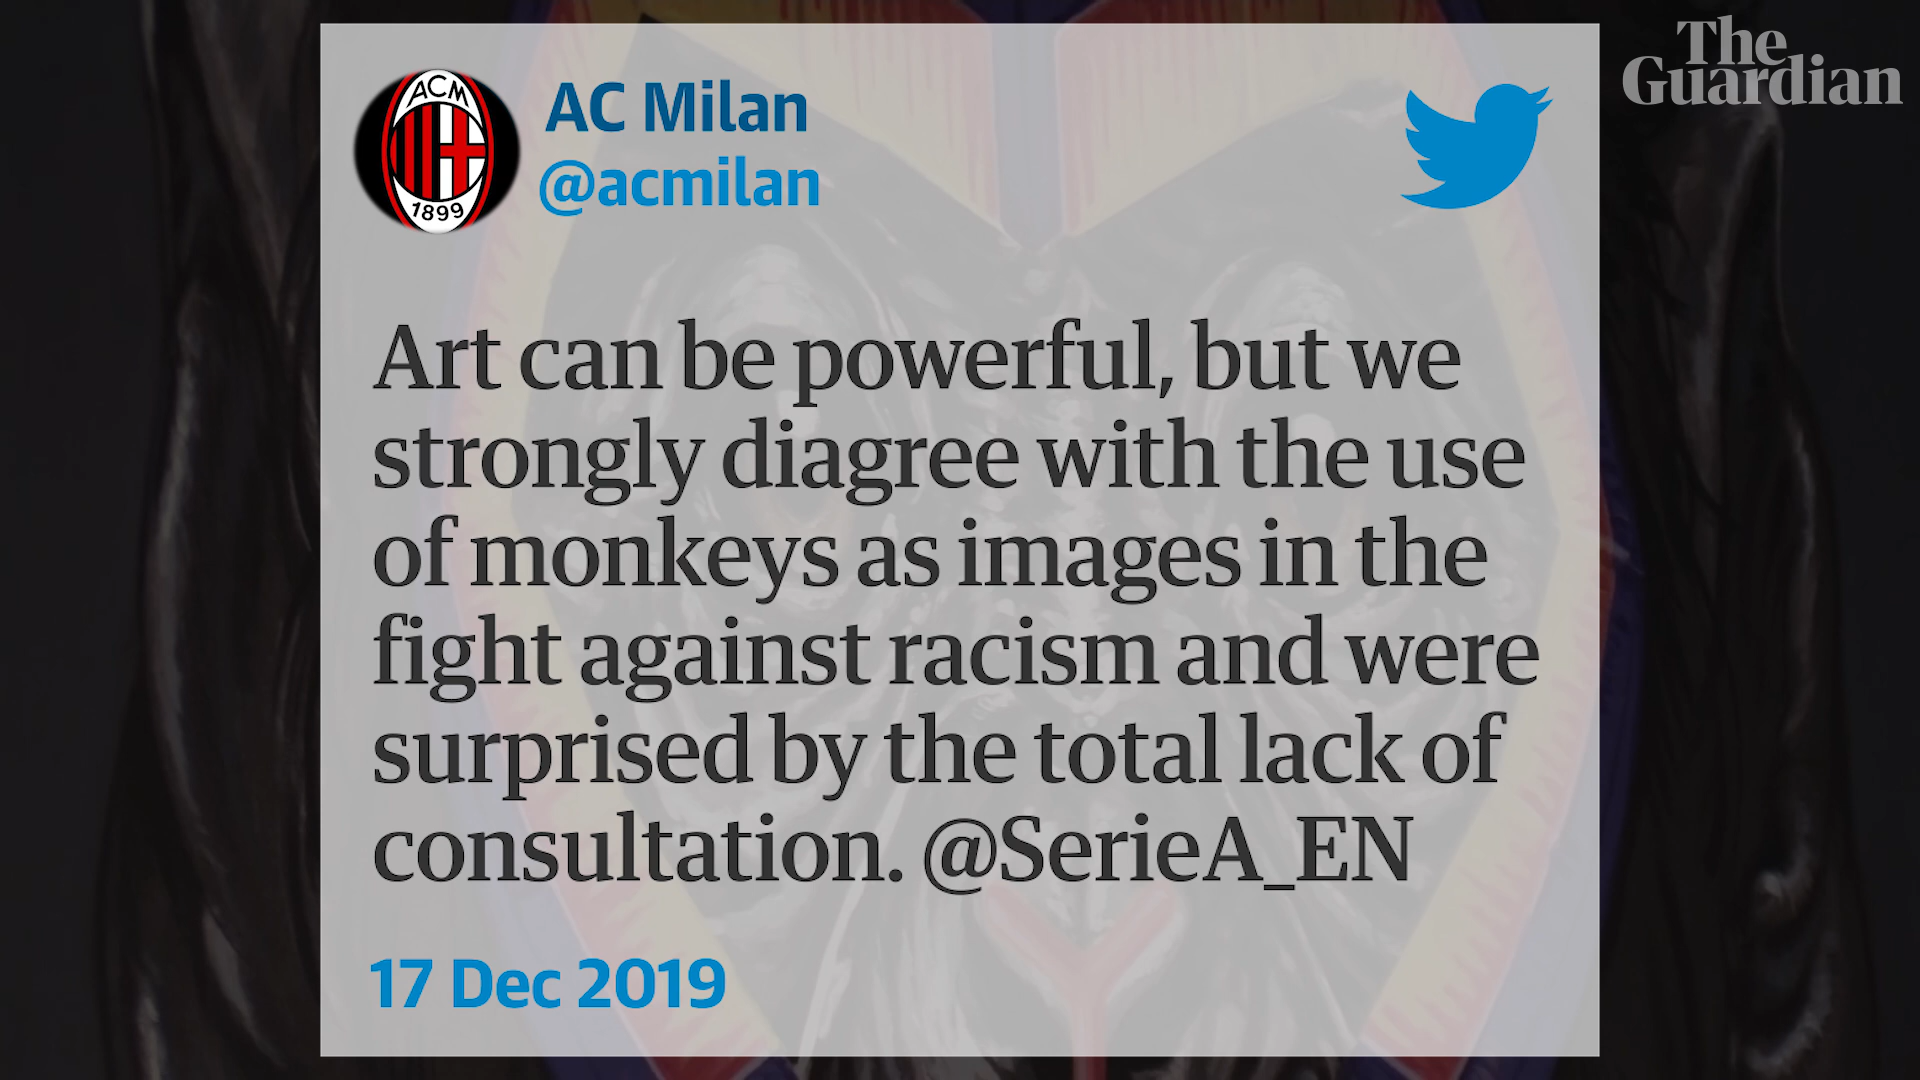 The
Guardian
ACM
1899
AC Milan
@acmilan
Art can be powerful, but we
strongly diagree with the use
of monkeys as images in the
fight against racism and were
surprised by the total lack of
consultation. @SerieA_EN
17 Dec 2019